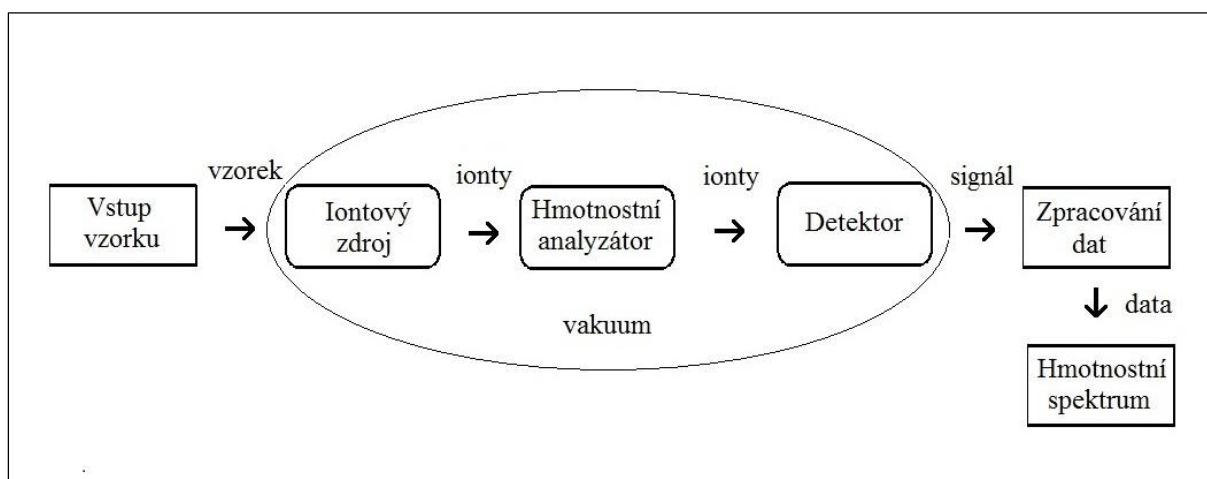 vzorek
ionty
ionty
signál
Vstup
vzorku
Iontový
zdroj
Hmotnostní
analyzátor
Detektor
Zpracování
dat
vakuum
data
Hmotnostní
spektrum